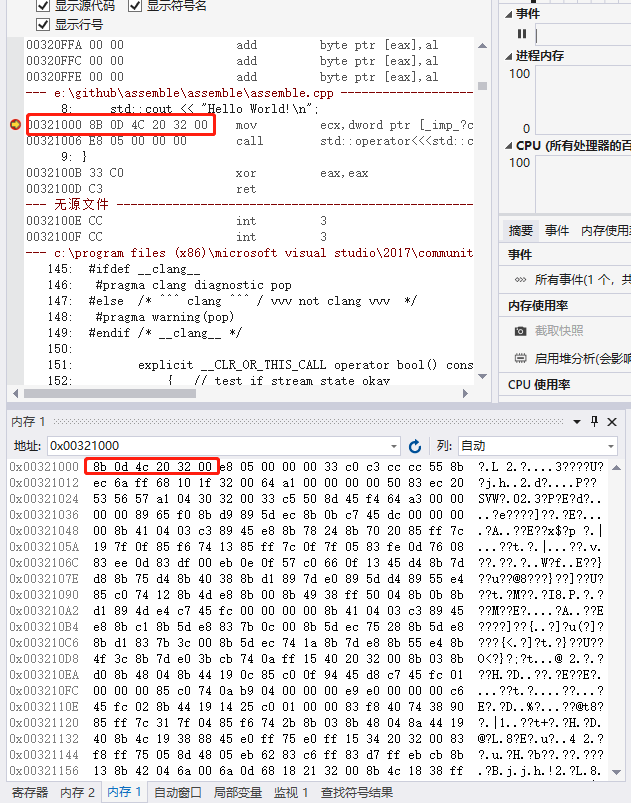 显示源代码 显示符号名
显示行号
00320FFA 00 00 add byte ptr [eax],al
00320FFC 00 00 add byte ptr [eax],al
00320FFE 00 00 add byte ptr [eax],al
--- e:\github\assemble\assemble\assemble.cpp
8: std::cout << "Hello World!\n";
00321000 8B 0D 4C 20 32 00 mov ecx,dword ptr [_imp_?c
00321006 E8 05 00 00 00 call std::operator<<<std::c
9: }
0032100B 33 C0 xor eax,eax
0032100D C3 ret
--- 无源文件
0032100E CC int 3
0032100F CC int 3
--- c:\program files (x86)\microsoft visual studio\2017\communit
145: #ifdef __clang__
146: #pragma clang diagnostic pop
147: #else /* ^^^ clang ^^^ / vvv not clang vvv */
148: #pragma warning(pop)
149: #endif /* __clang__ */
150:
151: explicit __CLR_OR_THIS_CALL operator bool() cons
152: { // test if stream state okay
事件
进程内存
100
0
CPU (所有处理器的百
100
摘要 事件 内存使用
事件
所有事件(1 个，共
内存使用率
截取快照
启用堆分析(会影响
CPU 使用率
内存 1
地址: 0x00321000 列: 自动
0x00321000 8b 0d 4c 20 32 00 e8 05 00 00 00 33 c0 c3 cc cc 55 8b ?.L 2?....3????U?
0x00321012 ec 6a ff 68 10 1f 32 00 64 a1 00 00 00 00 50 83 ec 20
0x00321024 53 56 57 a1 04 30 32 00 33 c5 50 8d 45 f4 64 a3 00 00
0x00321036 00 00 89 65 f0 8b d9 89 5d ec 8b 0b c7 45 dc 00 00 00
0x00321048 00 8b 41 04 03 c3 89 45 e8 8b 78 24 8b 70 20 85 ff 7c
0x0032105A 19 7f 0f 85 f6 74 13 85 ff 7c 0f 7f 05 83 fe 0d 76 08
0x0032106C 83 ee 0d 83 df 00 eb 0e 0f 57 c0 66 0f 13 45 d4 8b 7d
0x0032107E d8 8b 75 d4 8b 40 38 8b d1 89 7d e0 89 5d d4 89 55 e4
0x00321090 85 c0 74 12 8b 4d e8 8b 00 8b 49 38 ff 50 04 8b 0b 8b
0x003210A2 d1 89 4d e4 c7 45 fc 00 00 00 00 8b 41 04 03 c3 89 45
0x003210B4 e8 8b c1 8b 5d e8 83 7b 0c 00 8b 5d ec 75 28 8b 5d e8
0x003210C6 8b d1 83 7b 3c 00 8b 5d ec 74 1a 8b 7d e8 8b 55 e4 8b
0x003210D8 4f 3c 8b 7d e0 3b cb 74 0a ff 15 40 20 32 00 8b 03 8b
0x003210EA d0 8b 48 04 8b 44 19 0c 85 c0 0f 94 45 d8 c7 45 fc 01
0x003210FC 00 00 00 85 c0 74 0a b9 04 00 00 00 e9 e0 00 00 00 c6
0x0032110E 45 fc 02 8b 44 19 14 25 c0 01 00 00 83 f8 40 74 38 90
0x00321120 85 ff 7c 31 7f 04 85 f6 74 2b 8b 03 8b 48 04 8a 44 19
0x00321132 40 8b 4c 19 38 88 45 e0 ff 75 e0 ff 15 34 20 32 00 83
0x00321144 f8 ff 75 05 8d 48 05 eb 62 83 c6 ff 83 d7 ff eb cb 8b
0x00321156 13 8b 42 04 6a 00 6a 0d 68 18 21 32 00 8b 4c 18 38 ff
寄存器 内存 2 内存 1 自动窗口 局部变量 监视 1 查找符号结果